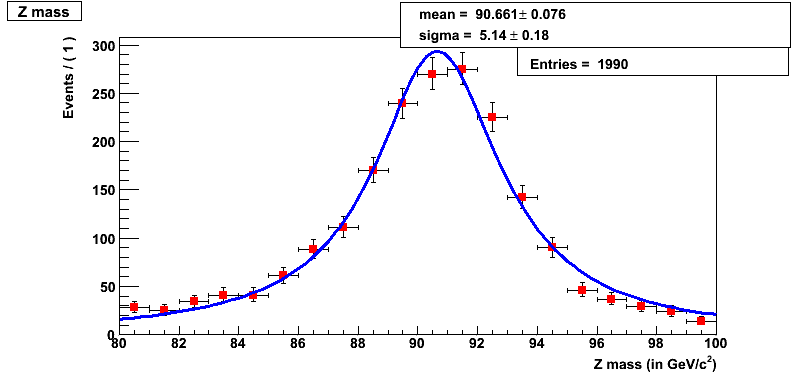 Z mass
mean = 90.661± 0.076
sigma = 5.14± 0.18
Entries = 1990
Events / ( 1 )
300
250
200
150
100
50
0
80 82 84 86 88 90 92 94 96 98 100
Z mass (in GeV/c²)